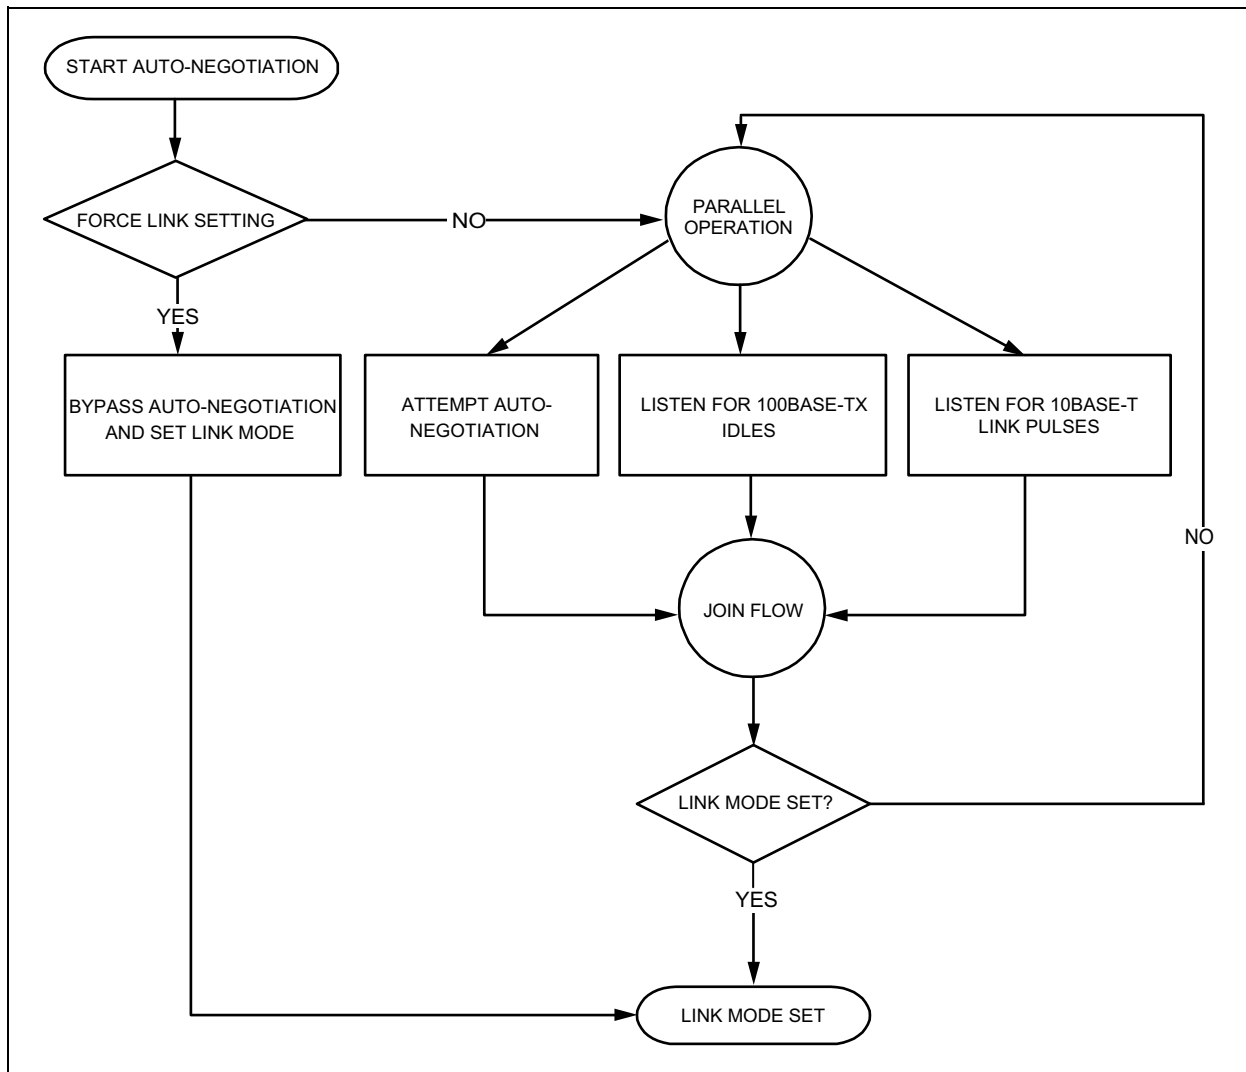 START AUTO-NEGOTIATION
FORCE LINK SETTING
NO
PARALLEL
OPERATION
YES
BYPASS AUTO-NEGOTIATION
AND SET LINK MODE
ATTEMPT AUTO-
NEGOTIATION
LISTEN FOR 100BASE-TX
IDLES
LISTEN FOR 10BASE-T
LINK PULSES
NO
JOIN FLOW
LINK MODE SET?
YES
LINK MODE SET